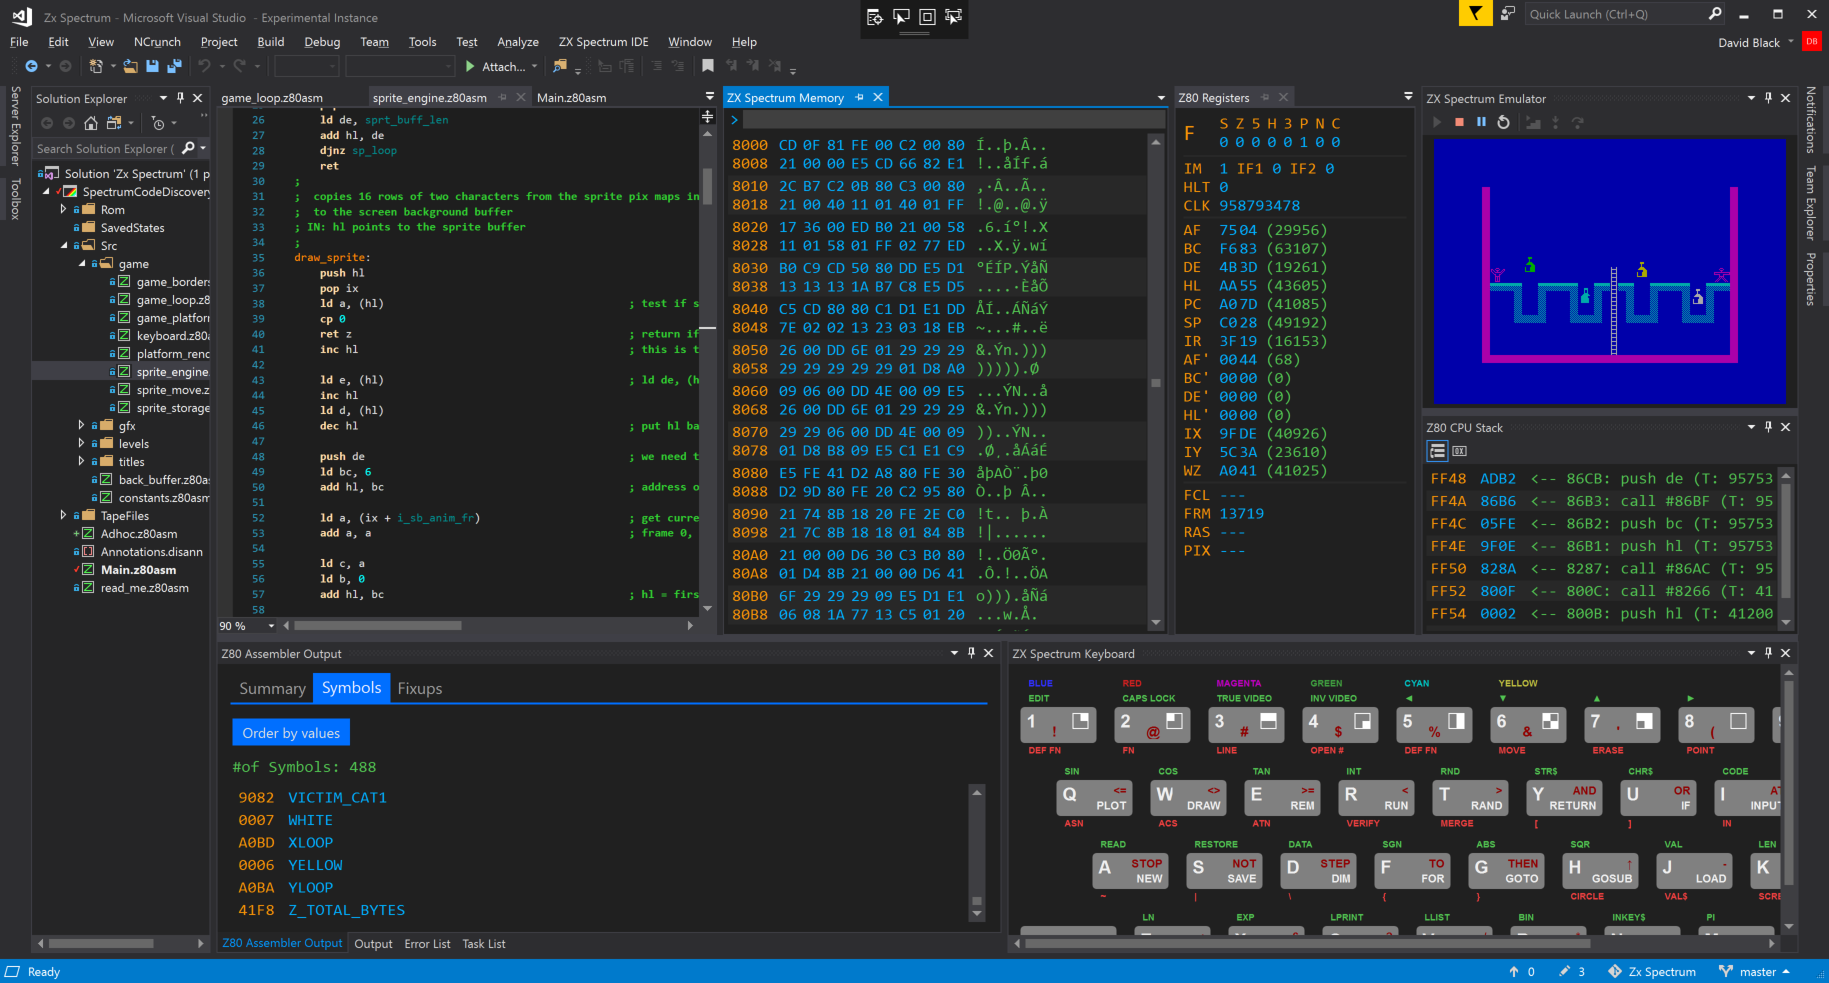 Zx Spectrum - Microsoft Visual Studio - Experimental Instance
Quick Launch (Ctrl+Q)
File Edit View NCrunch Project Build Debug Team Tools Test Analyze ZX Spectrum IDE Window Help
David Black DB
Attach...
Server Explorer
Toolbox
Solution Explorer
Search Solution Explorer (
Solution 'Zx Spectrum' (1 p
SpectrumCodeDiscovery
Rom
SavedStates
Src
game
game_borders
game_loop.z8
game_platfor
keyboard.z80a
platform_renc
sprite_engine.
sprite_move.z
sprite_storage
gfx
levels
titles
back_buffer.z80a
constants.z80asm
TapeFiles
Adhoc.z80asm
Annotations.disann
Main.z80asm
read_me.z80asm
game_loop.z80asm sprite_engine.z80asm Main.z80asm
26 ld de, sprt_buff_len
27 add hl, de
28 djnz sp_loop
29 ret
30 ;
31 ; copies 16 rows of two characters from the sprite pix maps in
32 ; to the screen background buffer
33 ; IN: hl points to the sprite buffer
34 ;
35 draw_sprite:
36 push hl
37 pop ix
38 ld a, (hl) ; test if s
39 cp 0
40 ret z ; return if
41 inc hl ; this is t
42
43 ld e, (hl) ; ld de, (h
44 inc hl
45 ld d, (hl)
46 dec hl ; put hl ba
47
48 push de ; we need t
49 ld bc, 6
50 add hl, bc ; address o
51
52 ld a, (ix + i_sb_anim_fr) ; get curre
53 add a, a ; frame 0,
54
55 ld c, a
56 ld b, 0
57 add hl, bc ; hl = firs
58
90 %
ZX Spectrum Memory
>
8000 CD 0F 81 FE 00 C2 00 80 Í..þ.Â..
8008 21 00 00 E5 CD 66 82 E1 !..åÍf.á
8010 2C B7 C2 0B 80 C3 00 80 ,·Â..Ã..
8018 21 00 40 11 01 40 01 FF !.@..@.ÿ
8020 17 36 00 ED B0 21 00 58 .6.í°!.X
8028 11 01 58 01 FF 02 77 ED ..X.ÿ.wí
8030 B0 C9 CD 50 80 DD E5 D1 °ÉÍP.ÝåÑ
8038 13 13 13 1A B7 C8 E5 D5 ....·ÈåÕ
8040 C5 CD 80 80 C1 D1 E1 DD ÅÍ..ÁÑáÝ
8048 7E 02 02 13 23 03 18 EB ~...#..ë
8050 26 00 DD 6E 01 29 29 29 &.Ýn.)))
8058 29 29 29 29 29 01 D8 A0 ))))).Ø
8060 09 06 00 DD 4E 00 09 E5 ...ÝN..å
8068 26 00 DD 6E 01 29 29 29 &.Ýn.)))
8070 29 29 06 00 DD 4E 00 09 ))..ÝN..
8078 01 D8 B8 09 E5 C1 E1 C9 .Ø¸.åÁáÉ
8080 E5 FE 41 D2 A8 80 FE 30 åþAÒ¨.þ0
8088 D2 9D 80 FE 20 C2 95 80 Ò..þ Â..
8090 21 74 8B 18 20 FE 2E C0 !t.. þ.À
8098 21 7C 8B 18 18 01 84 8B !|......
80A0 21 00 00 D6 30 C3 B0 80 !..Ö0Ã°.
80A8 01 D4 8B 21 00 00 D6 41 .Ô.!..ÖA
80B0 6F 29 29 29 09 E5 D1 E1 o))).åÑá
80B8 06 08 1A 77 13 C5 01 20 ...w.Å.
Z80 Registers
F S Z 5 H 3 P N C
0 0 0 0 0 1 0 0
IM 1 IF1 0 IF2 0
HLT 0
CLK 958793478
AF 7504 (29956)
BC F683 (63107)
DE 4B3D (19261)
HL AA55 (43605)
PC A07D (41085)
SP C028 (49192)
IR 3F19 (16153)
AF' 0044 (68)
BC' 0000 (0)
DE' 0000 (0)
HL' 0000 (0)
IX 9FDE (40926)
IY 5C3A (23610)
WZ A041 (41025)
FCL ---
FRM 13719
RAS ---
PIX ---
ZX Spectrum Emulator
Z80 CPU Stack
FF48 ADB2 <-- 86CB: push de (T: 95753
FF4A 86B6 <-- 86B3: call #86BF (T: 95
FF4C 05FE <-- 86B2: push bc (T: 95753
FF4E 9F0E <-- 86B1: push hl (T: 95753
FF50 828A <-- 8287: call #86AC (T: 95
FF52 800F <-- 800C: call #8266 (T: 41
FF54 0002 <-- 800B: push hl (T: 41200
Notifications
Team Explorer
Properties
Z80 Assembler Output
Summary Symbols Fixups
Order by values
#of Symbols: 488
9082 VICTIM_CAT1
0007 WHITE
A0BD XLOOP
0006 YELLOW
A0BA YLOOP
41F8 Z_TOTAL_BYTES
Z80 Assembler Output Output Error List Task List
ZX Spectrum Keyboard
BLUE RED MAGENTA GREEN CYAN YELLOW
EDIT CAPS LOCK TRUE VIDEO INV VIDEO
1 ! 2 @ 3 # 4 $ 5 % 6 & 7 ' 8 (
DEF FN FN LINE OPEN # DEF FN MOVE ERASE POINT
SIN COS TAN INT RND STR$ CHR$ CODE
Q <= PLOT W <> DRAW E >= REM R < RUN T > RAND Y AND RETURN U OR IF I AT INPU
ASN ACS ATN VERIFY MERGE [ ] IN
READ RESTORE DATA SGN ABS SQR VAL LEN
A STOP NEW S NOT SAVE D STEP DIM F TO FOR G THEN GOTO H ↑ GOSUB J - LOAD K
~ | \ { } CIRCLE VAL$ SCRE
LN EXP LPRINT LLIST BIN INKEY$ PI
Ready
0 3 Zx Spectrum master